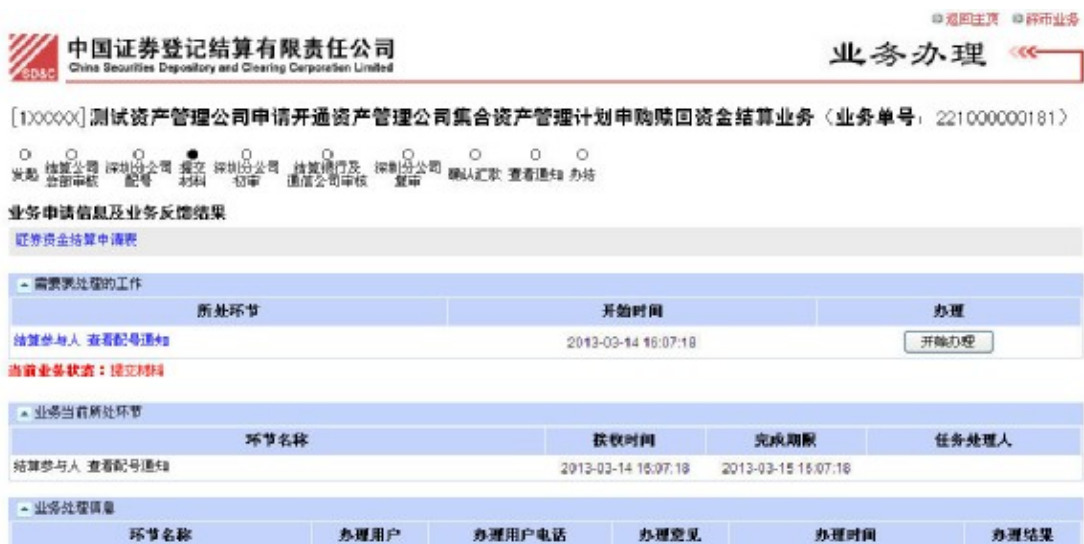 返回主页 深市业务
中国证券登记结算有限责任公司
China Securities Depository and Clearing Corporation Limited
SD&C
业务办理
[1XXXXX]测试资产管理公司申请开通资产管理公司集合资产管理计划申购赎回资金结算业务（业务单号：221000000181）
发起 结算公司总部审核 深圳分公司配号 提交材料 深圳分公司初审 结算银行及通信公司审核 深圳分公司复审 确认汇款 查看通知 办结
业务申请信息及业务反馈结果
证券资金结算申请表
需要我处理的工作
所处环节 开始时间 办理
结算参与人 查看配号通知 2013-03-14 16:07:18 开始办理
当前业务状态：提交材料
业务当前所处环节
环节名称 接收时间 完成期限 任务处理人
结算参与人 查看配号通知 2013-03-14 16:07:18 2013-03-15 16:07:18
业务处理信息
环节名称 办理用户 办理用户电话 办理意见 办理时间 办理结果